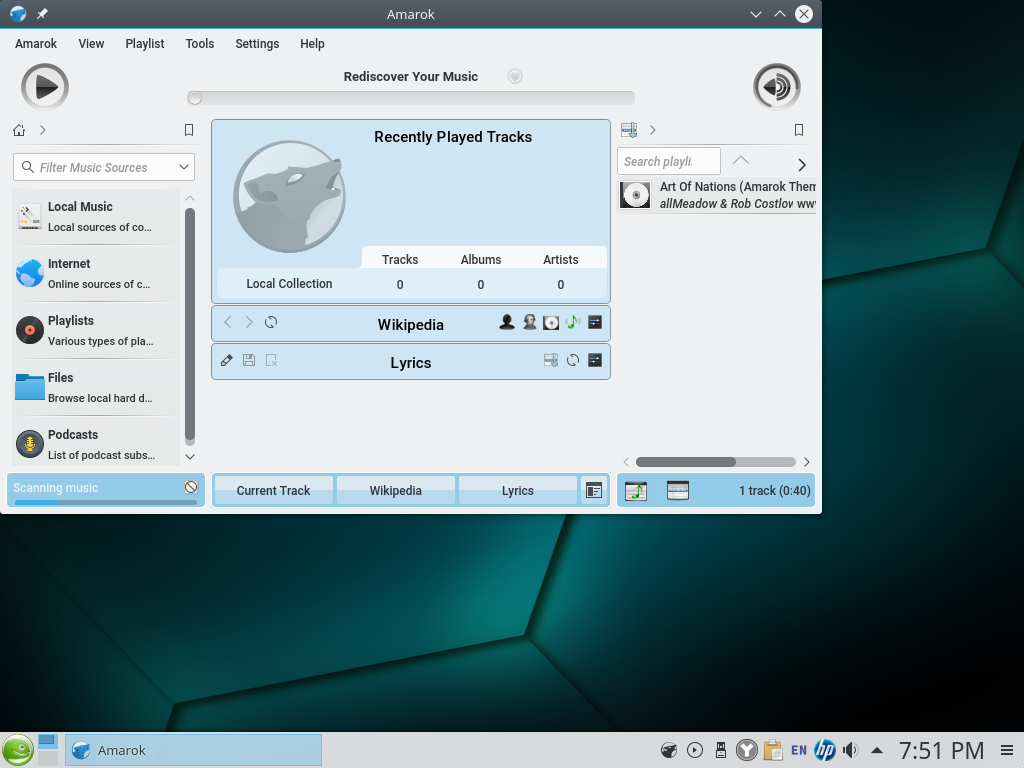 Amarok
Amarok View Playlist Tools Settings Help
Rediscover Your Music
Filter Music Sources
Local Music
Local sources of co...
Internet
Online sources of c...
Playlists
Various types of pla...
Files
Browse local hard d...
Podcasts
List of podcast subs...
Scanning music
Recently Played Tracks
Tracks Albums Artists
Local Collection 0 0 0
Wikipedia
Lyrics
Current Track Wikipedia Lyrics
Search playli
Art Of Nations (Amarok Them
allMeadow & Rob Costlow ww
1 track (0:40)
Amarok
EN
hp
7:51 PM